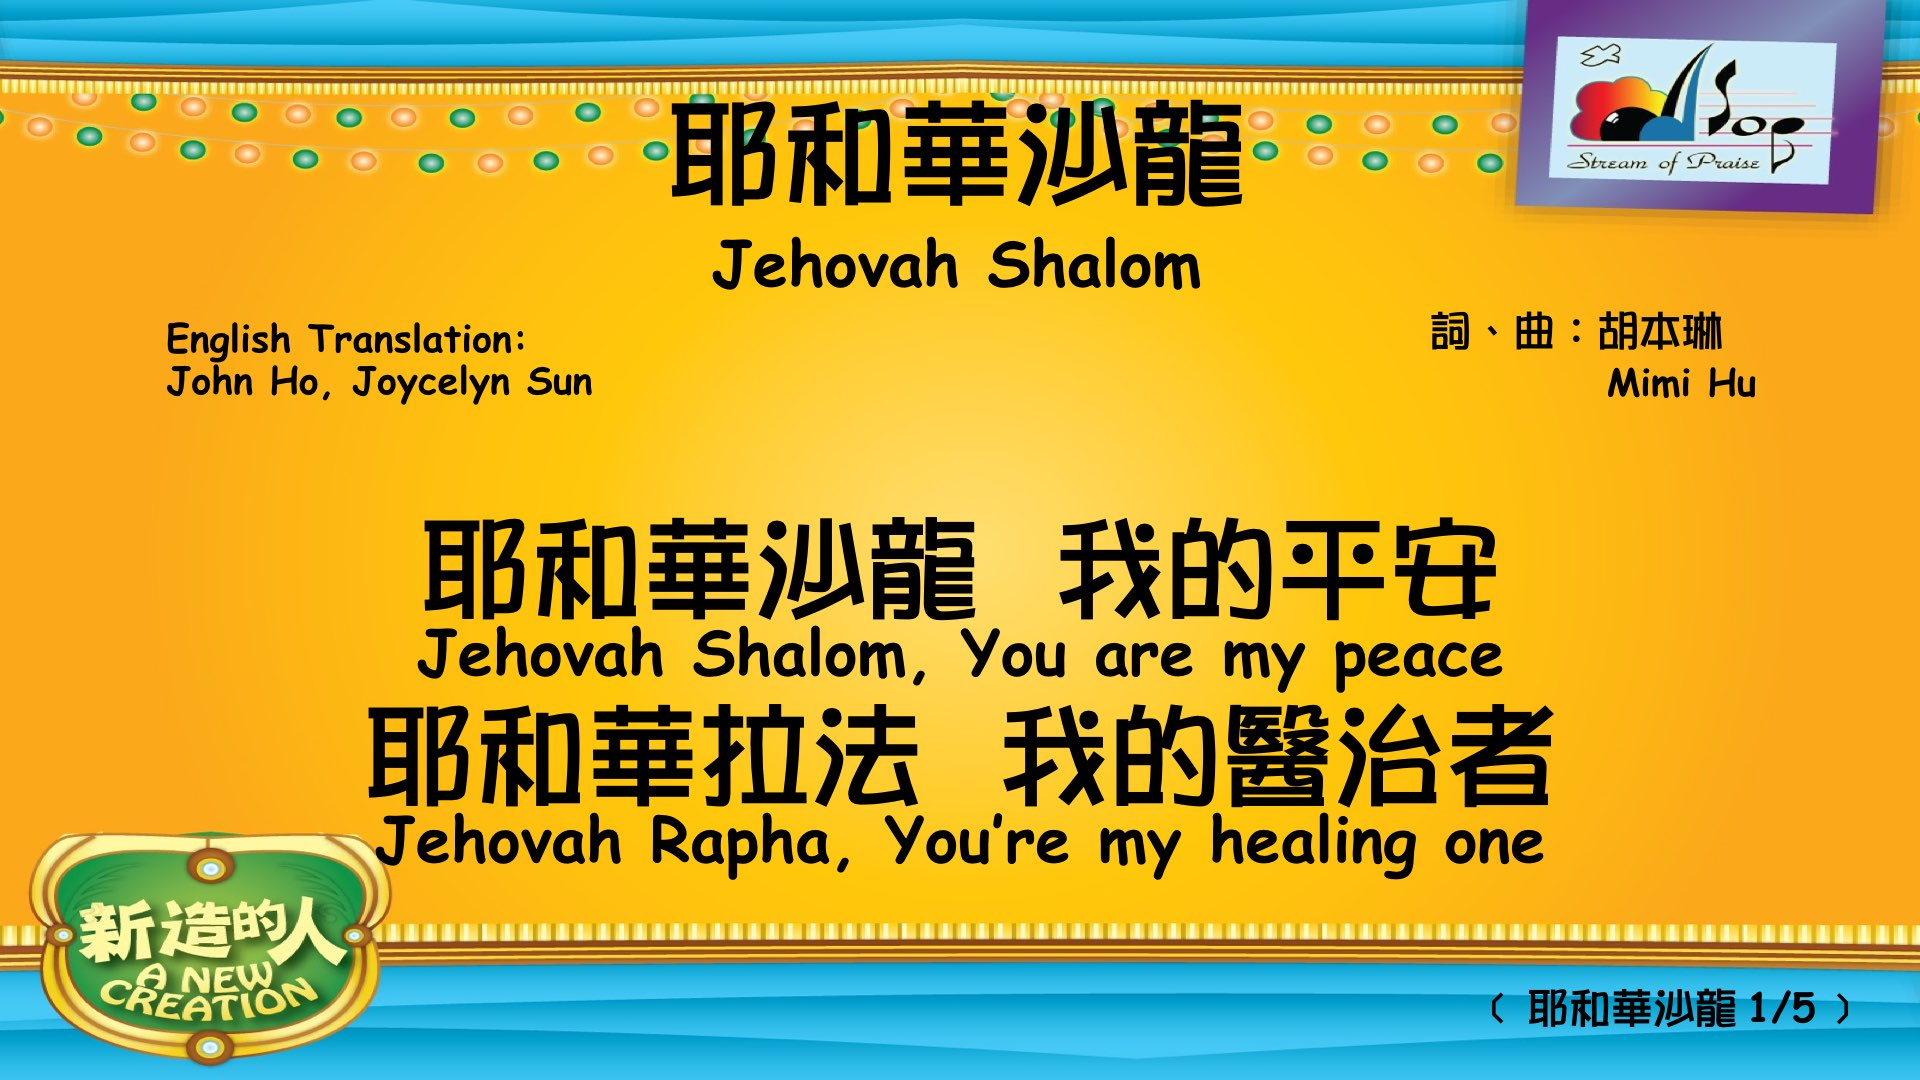 耶和華沙龍
SOP
Stream of Praise
Jehovah Shalom
English Translation:
John Ho, Joycelyn Sun
詞、曲：胡本琳
Mimi Hu
耶和華沙龍 我的平安
Jehovah Shalom, You are my peace
耶和華拉法 我的醫治者
Jehovah Rapha, You're my healing one
新造的人
A NEW
CREATION
( 耶和華沙龍 1/5 )